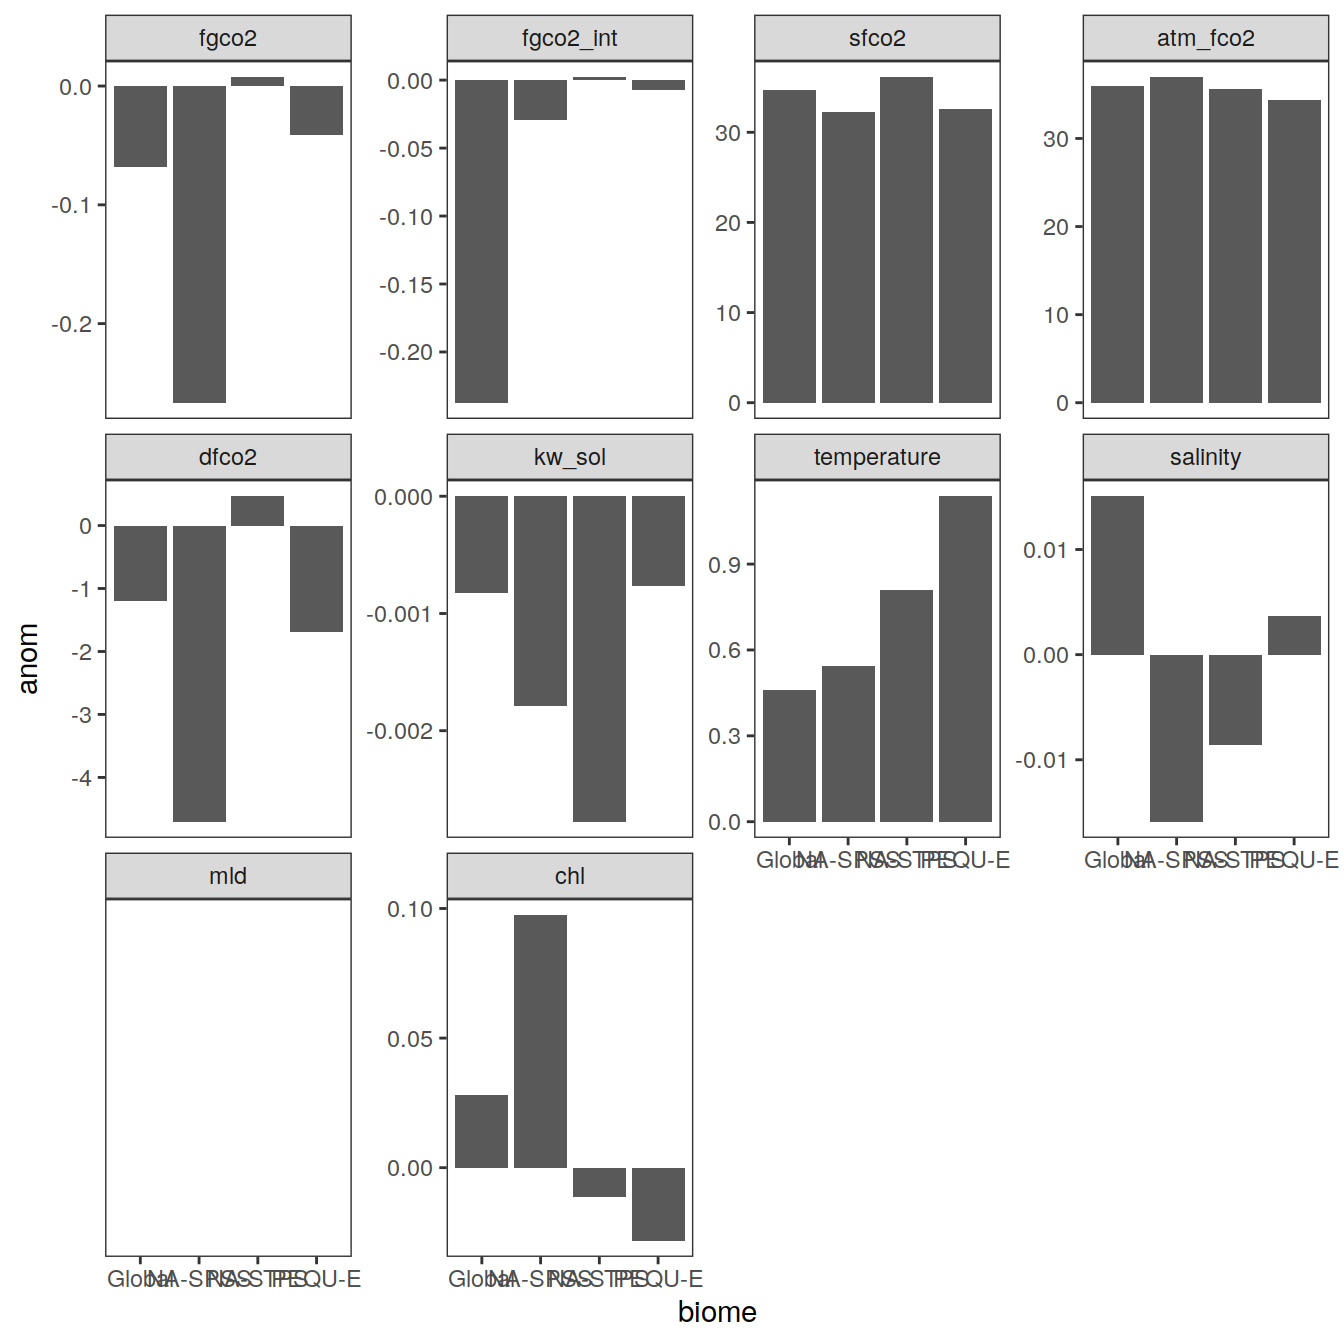 fgco2
0.0
-0.1
-0.2
fgco2_int
0.00
-0.05
-0.10
-0.15
-0.20
sfco2
30
20
10
0
atm_fco2
30
20
10
0
dfco2
0
-1
-2
-3
-4
kw_sol
0.000
-0.001
-0.002
temperature
0.9
0.6
0.3
0.0
Global NA-SPSS NA-STPS PEQU-E
salinity
0.01
0.00
-0.01
Global NA-SPSS NA-STPS PEQU-E
mld
Global NA-SPSS NA-STPS PEQU-E
chl
0.10
0.05
0.00
Global NA-SPSS NA-STPS PEQU-E
anom
biome